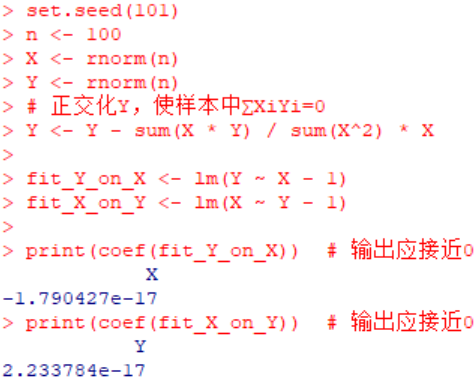 > set.seed(101)
> n <- 100
> X <- rnorm(n)
> Y <- rnorm(n)
> # 正交化Y，使样本中∑XiYi=0
> Y <- Y - sum(X * Y) / sum(X^2) * X
>
> fit_Y_on_X <- lm(Y ~ X - 1)
> fit_X_on_Y <- lm(X ~ Y - 1)
>
> print(coef(fit_Y_on_X))  # 输出应接近0
X
-1.790427e-17
> print(coef(fit_X_on_Y))  # 输出应接近0
Y
2.233784e-17